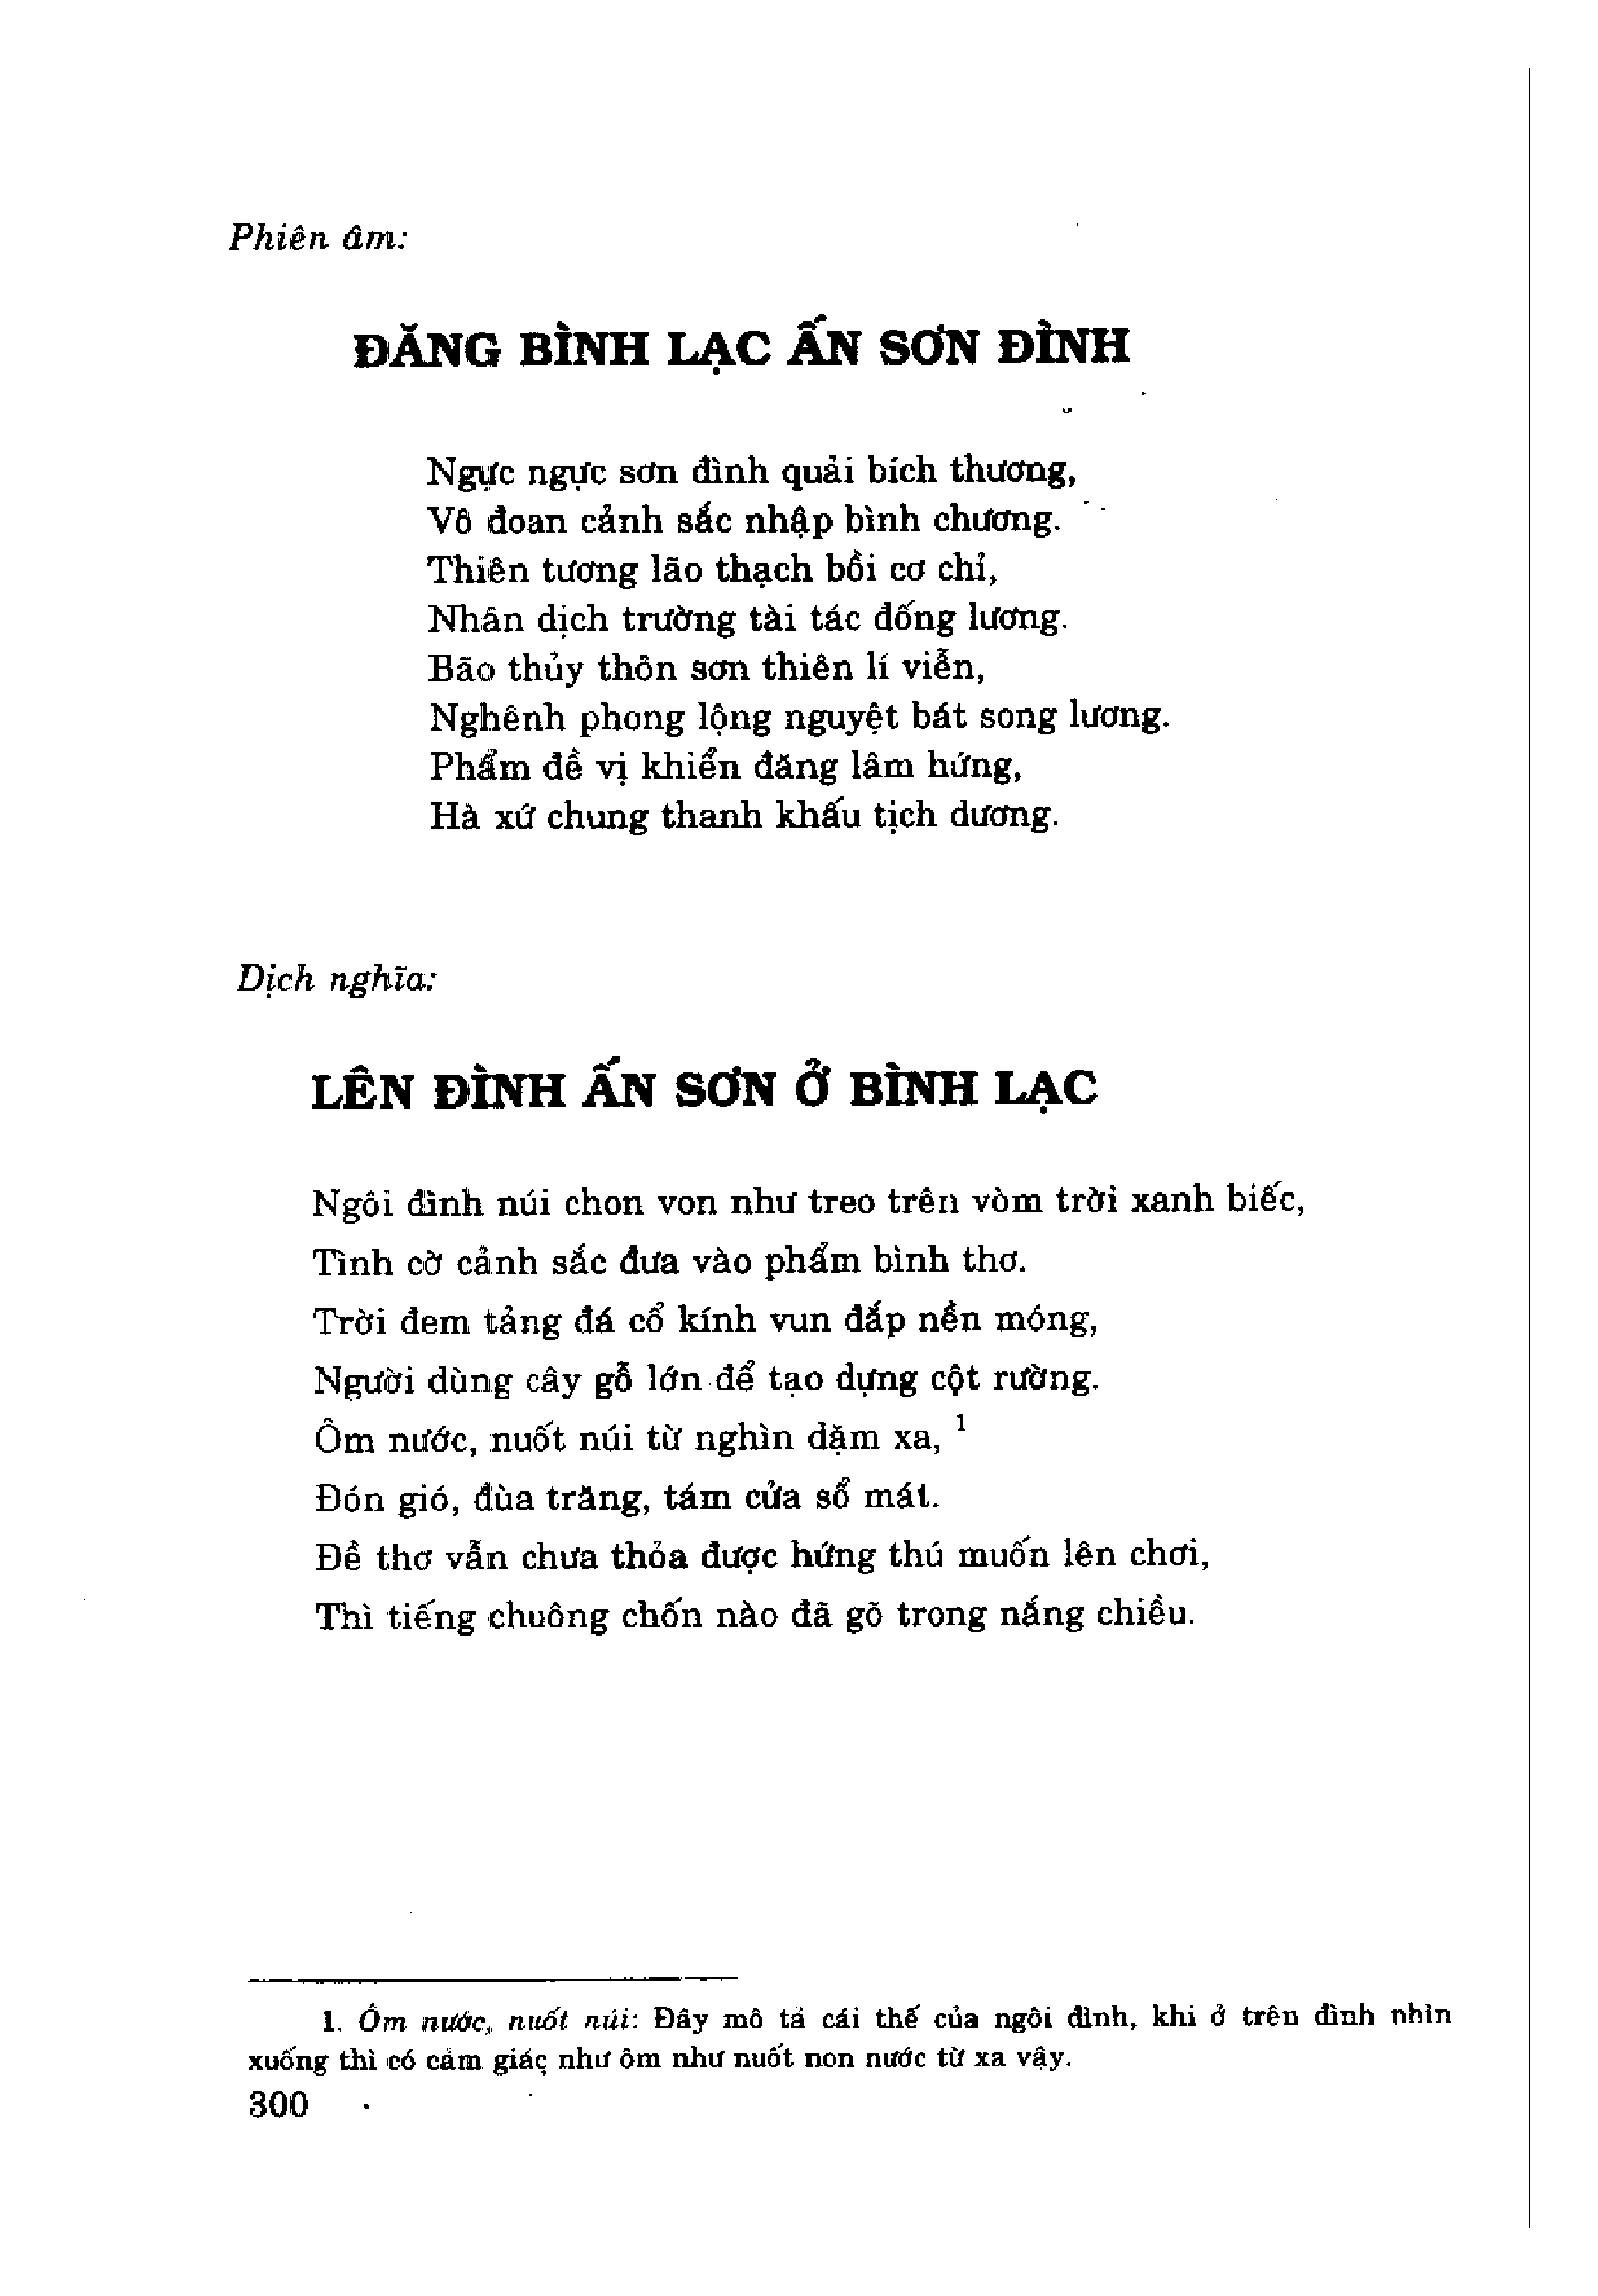 Phiên âm:
ĐĂNG BÌNH LẠC ẤN SƠN ĐÌNH
Ngực ngực sơn đình quải bích thương,
Vô đoan cảnh sắc nhập bình chương.
Thiên tương lão thạch bồi cơ chỉ,
Nhân dịch trường tài tác đống lương.
Bão thủy thôn sơn thiên lí viễn,
Nghênh phong lộng nguyệt bát song lương.
Phẩm đề vị khiển đăng lâm hứng,
Hà xứ chung thanh khấu tịch dương.
Dịch nghĩa:
LÊN ĐÌNH ẤN SƠN Ở BÌNH LẠC
Ngôi đình núi chon von như treo trên vòm trời xanh biếc,
Tình cờ cảnh sắc đưa vào phẩm bình thơ.
Trời đem tảng đá cổ kính vun đắp nền móng,
Người dùng cây gỗ lớn để tạo dựng cột rường.
Ôm nước, nuốt núi từ nghìn dặm xa, 1
Đón gió, đùa trăng, tám cửa sổ mát.
Đề thơ vẫn chưa thỏa được hứng thú muốn lên chơi,
Thì tiếng chuông chốn nào đã gõ trong nắng chiều.
1. Ôm nước, nuốt núi: Đây mô tả cái thế của ngôi đình, khi ở trên đình nhìn
xuống thì có cảm giác như ôm như nuốt non nước từ xa vậy.
300